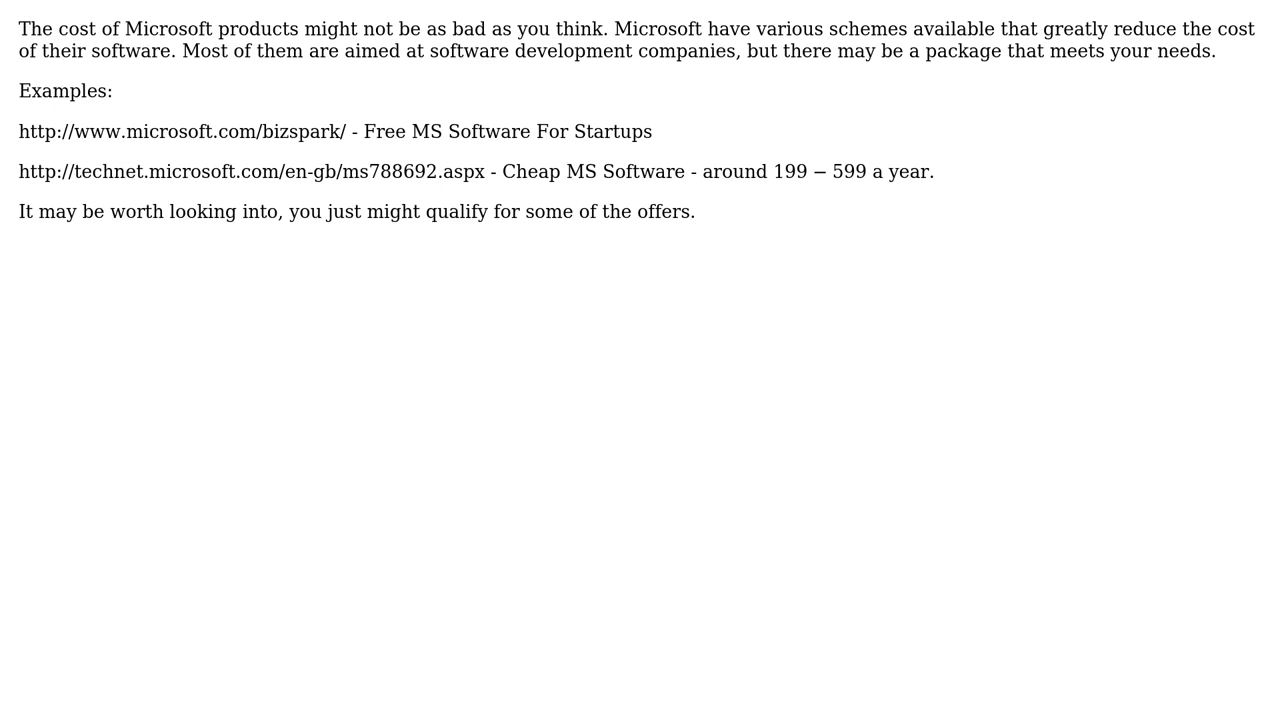 The cost of Microsoft products might not be as bad as you think. Microsoft have various schemes available that greatly reduce the cost
of their software. Most of them are aimed at software development companies, but there may be a package that meets your needs.
Examples:
http://www.microsoft.com/bizspark/ - Free MS Software For Startups
http://technet.microsoft.com/en-gb/ms788692.aspx - Cheap MS Software - around 199 − 599 a year.
It may be worth looking into, you just might qualify for some of the offers.